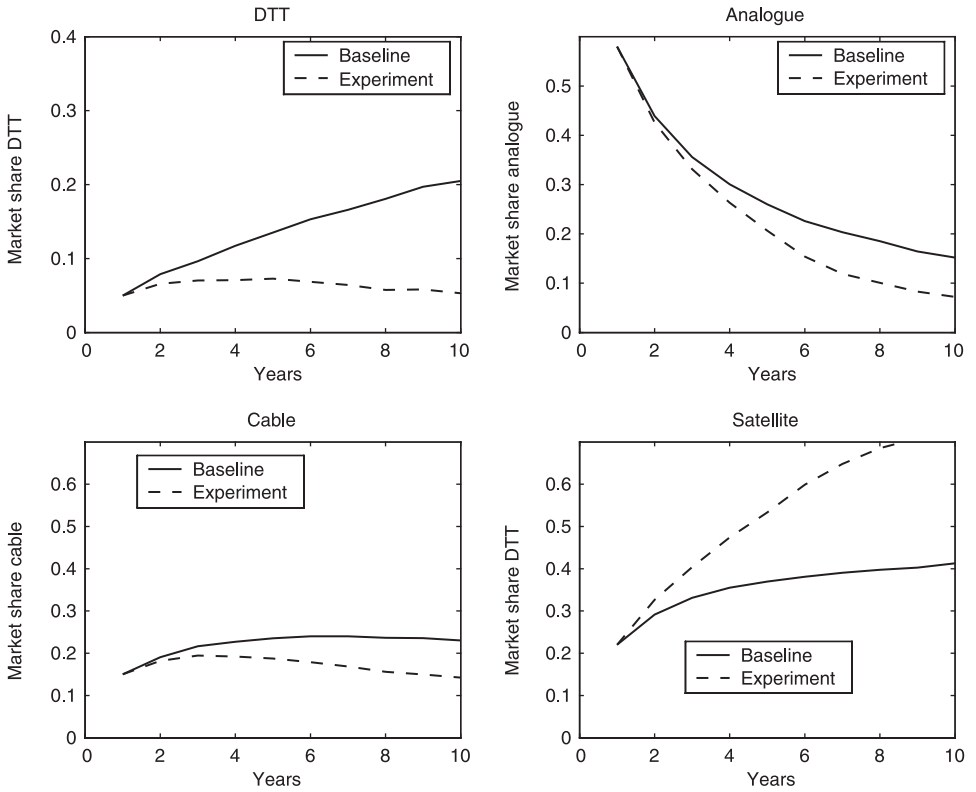 DTT
0.4
0.3
0.2
0.1
0
Market share DTT
Baseline
Experiment
0 2 4 6 8 10
Years
Analogue
0.5
0.4
0.3
0.2
0.1
0
Market share analogue
Baseline
Experiment
0 2 4 6 8 10
Years
Cable
0.6
0.5
0.4
0.3
0.2
0.1
0
Market share cable
Baseline
Experiment
0 2 4 6 8 10
Years
Satellite
0.6
0.5
0.4
0.3
0.2
0.1
0
Market share DTT
Baseline
Experiment
0 2 4 6 8 10
Years